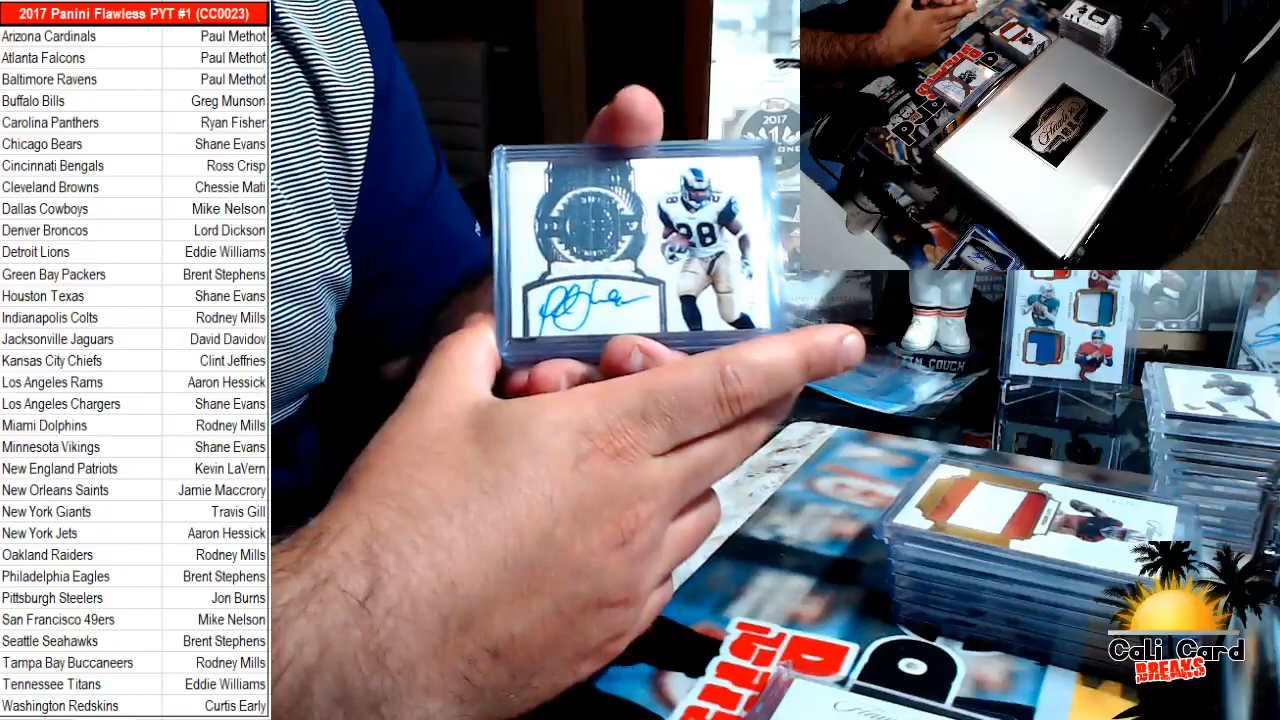 2017 Panini Flawless PYT #1 (CC0023)
Arizona Cardinals Paul Methot
Atlanta Falcons Paul Methot
Baltimore Ravens Paul Methot
Buffalo Bills Greg Munson
Carolina Panthers Ryan Fisher
Chicago Bears Shane Evans
Cincinnati Bengals Ross Crisp
Cleveland Browns Chessie Mati
Dallas Cowboys Mike Nelson
Denver Broncos Lord Dickson
Detroit Lions Eddie Williams
Green Bay Packers Brent Stephens
Houston Texas Shane Evans
Indianapolis Colts Rodney Mills
Jacksonville Jaguars David Davidov
Kansas City Chiefs Clint Jeffries
Los Angeles Rams Aaron Hessick
Los Angeles Chargers Shane Evans
Miami Dolphins Rodney Mills
Minnesota Vikings Shane Evans
New England Patriots Kevin LaVern
New Orleans Saints Jamie Maccrony
New York Giants Travis Gill
New York Jets Aaron Hessick
Oakland Raiders Rodney Mills
Philadelphia Eagles Brent Stephens
Pittsburgh Steelers Jon Burns
San Francisco 49ers Mike Nelson
Seattle Seahawks Brent Stephens
Tampa Bay Buccaneers Rodney Mills
Tennessee Titans Eddie Williams
Washington Redskins Curtis Early
28
2017
TIM COUCH
Cali Card
BREAKS